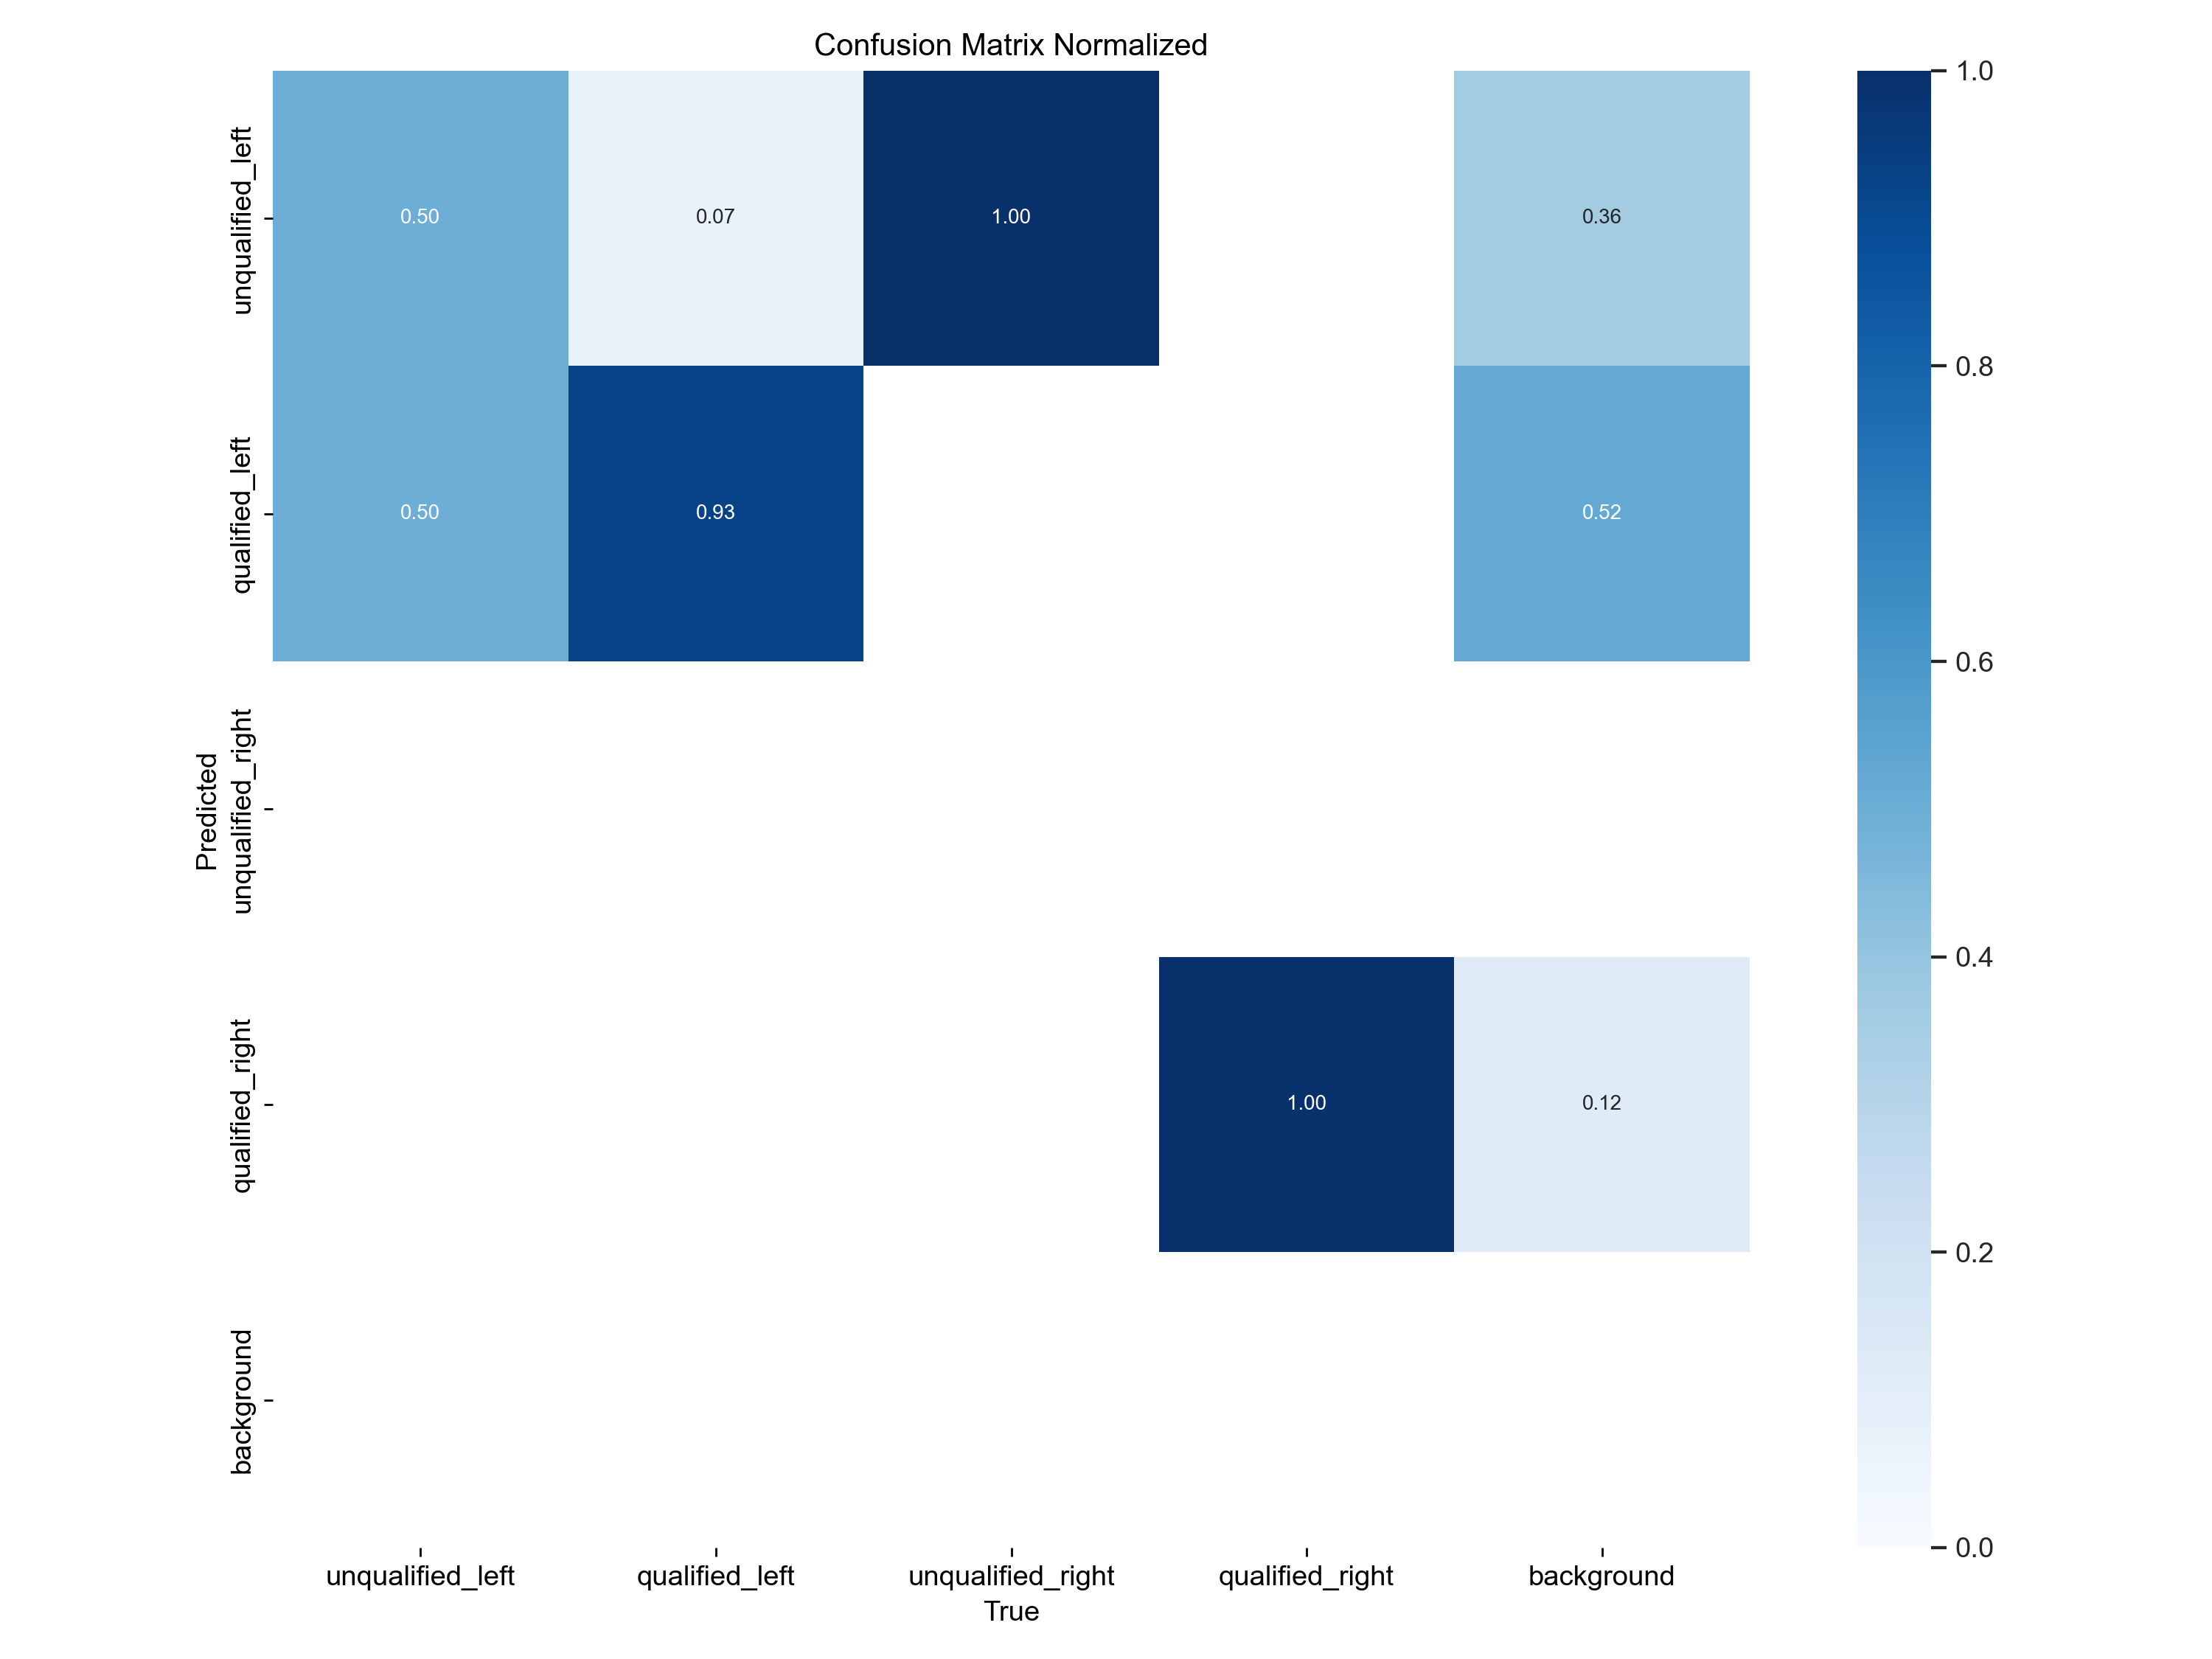 Confusion Matrix Normalized
unqualified_left
0.50
0.07
1.00
0.36
qualified_left
0.50
0.93
0.52
Predicted
unqualified_right
qualified_right
1.00
0.12
background
unqualified_left
qualified_left
unqualified_right
qualified_right
background
True
1.0
0.8
0.6
0.4
0.2
0.0